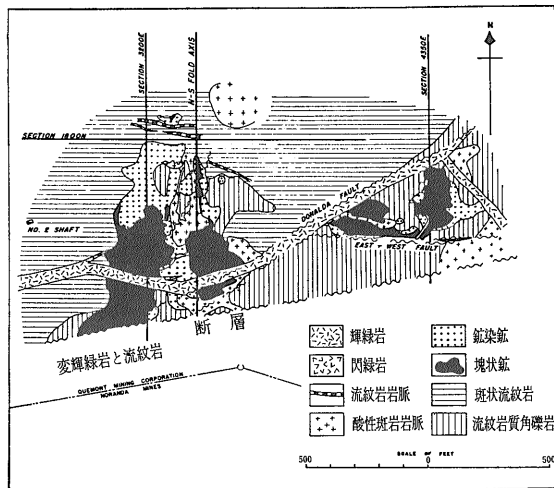 SECTION 3800E
N-S FOLD AXIS
SECTION 4350E
N
SECTION 1800N
NO. 2 SHAFT
DONALDA FAULT
EAST-WEST FAULT
断層
変輝緑岩と流紋岩
QUEMONT MINING CORPORATION
NORANDA MINES
輝緑岩
鉱染鉱
閃緑岩
塊状鉱
流紋岩岩脈
斑状流紋岩
酸性斑岩岩脈
流紋岩質角礫岩
SCALE OF FEET
500 0 500